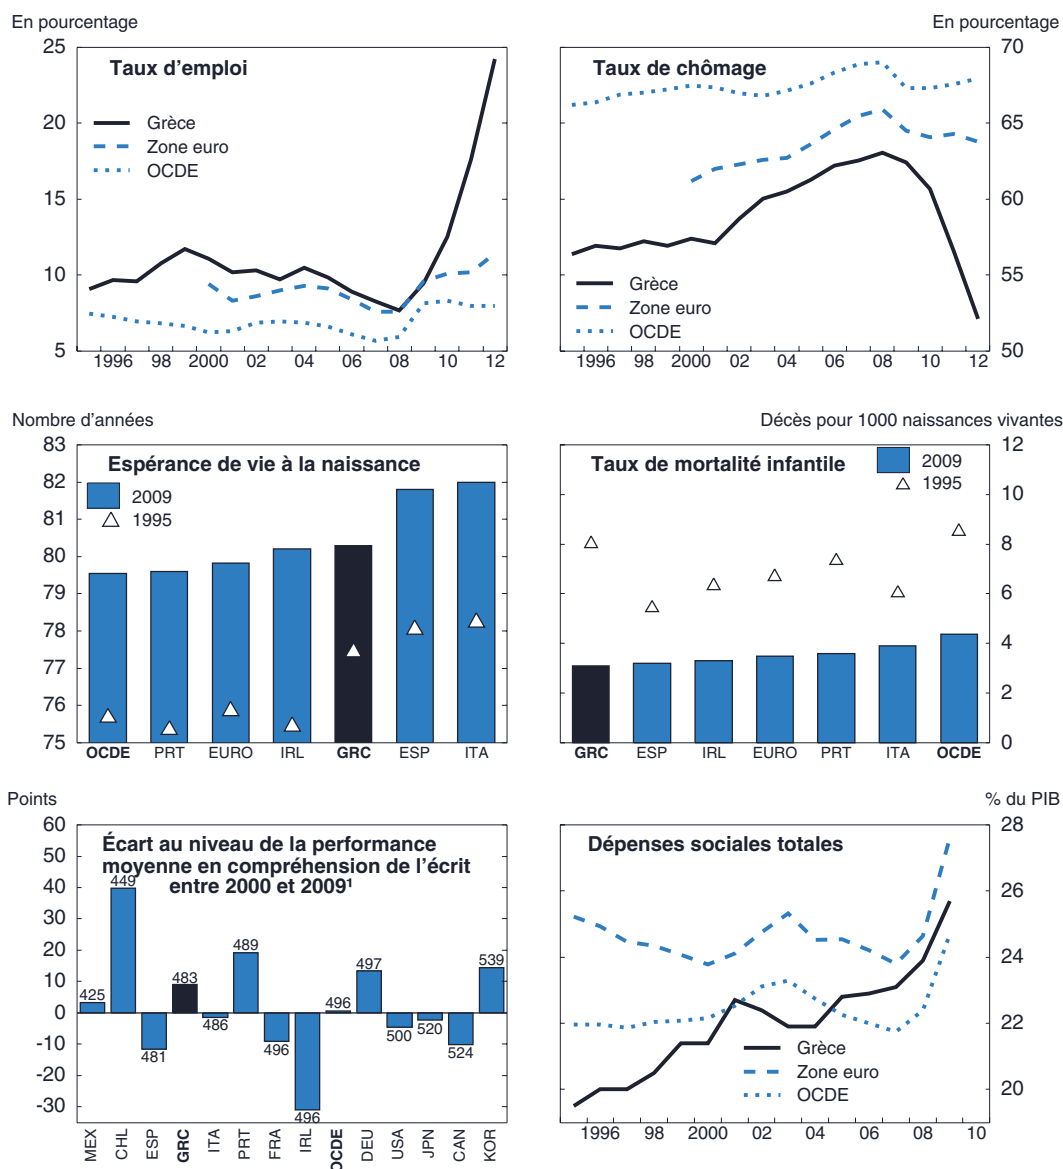 En pourcentage
En pourcentage
25
20
15
10
5
Taux d'emploi
Grèce
Zone euro
OCDE
1996 98 2000 02 04 06 08 10 12
70
65
60
55
50
Taux de chômage
Grèce
Zone euro
OCDE
1996 98 2000 02 04 06 08 10 12
Nombre d'années
Décès pour 1000 naissances vivantes
83
82
81
80
79
78
77
76
75
Espérance de vie à la naissance
2009
1995
OCDE PRT EURO IRL GRC ESP ITA
12
10
8
6
4
2
0
Taux de mortalité infantile
2009
1995
GRC ESP IRL EURO PRT ITA OCDE
Points
% du PIB
60
50
40
30
20
10
0
-10
-20
-30
Écart au niveau de la performance
moyenne en compréhension de l'écrit
entre 2000 et 2009¹
425 449 481 483 486 489 496 496 496 497 500 520 524 539
MEX CHL ESP GRC ITA PRT FRA IRL OCDE DEU USA JPN CAN KOR
28
26
24
22
20
Dépenses sociales totales
Grèce
Zone euro
OCDE
1996 98 2000 02 04 06 08 10